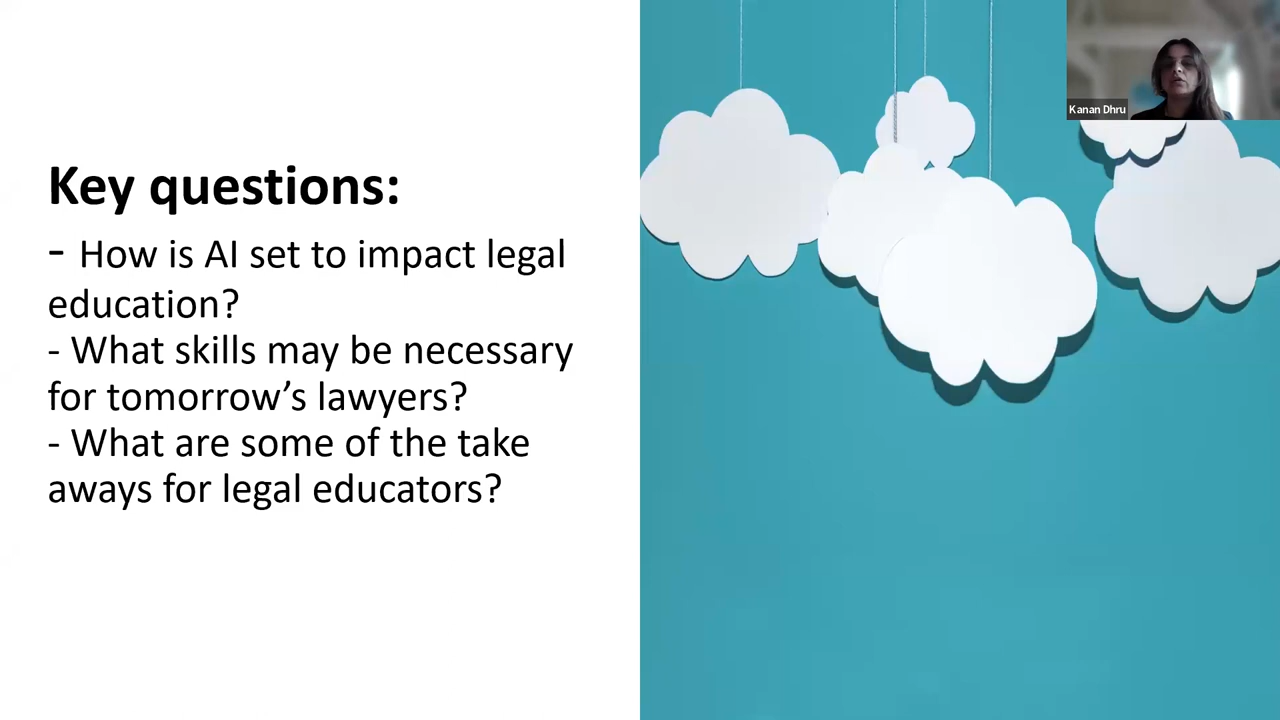 Key questions:
- How is AI set to impact legal
education?
- What skills may be necessary
for tomorrow’s lawyers?
- What are some of the take
aways for legal educators?
Kanan Dhru